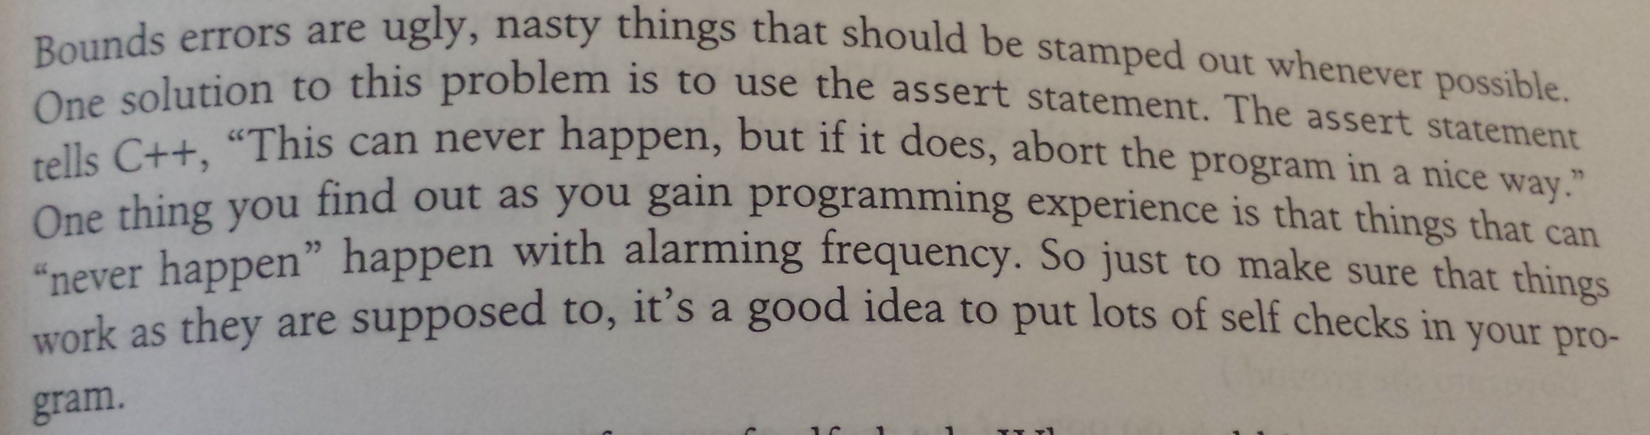 Bounds errors are ugly, nasty things that should be stamped out whenever possible.
One solution to this problem is to use the assert statement. The assert statement
tells C++, “This can never happen, but if it does, abort the program in a nice way.”
One thing you find out as you gain programming experience is that things that can
“never happen” happen with alarming frequency. So just to make sure that things
work as they are supposed to, it’s a good idea to put lots of self checks in your pro-
gram.